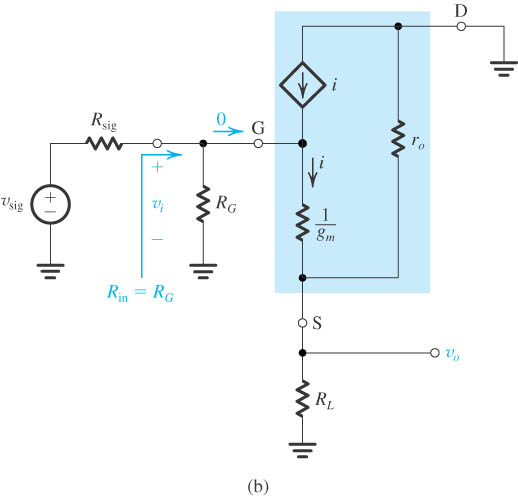 D
i
0
G
R_sig
r_o
i
+
v_i
−
+
−
v_sig
R_G
1/g_m
R_in = R_G
S
v_o
R_L
(b)